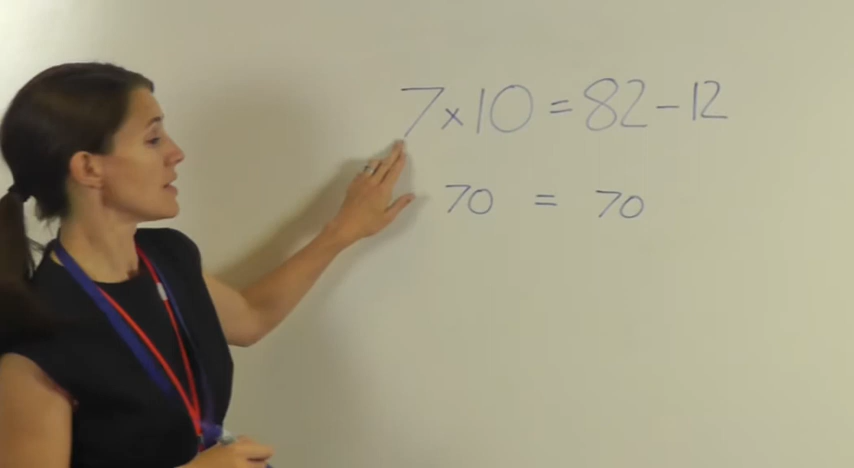 7 × 10 = 82 - 12
70 = 70